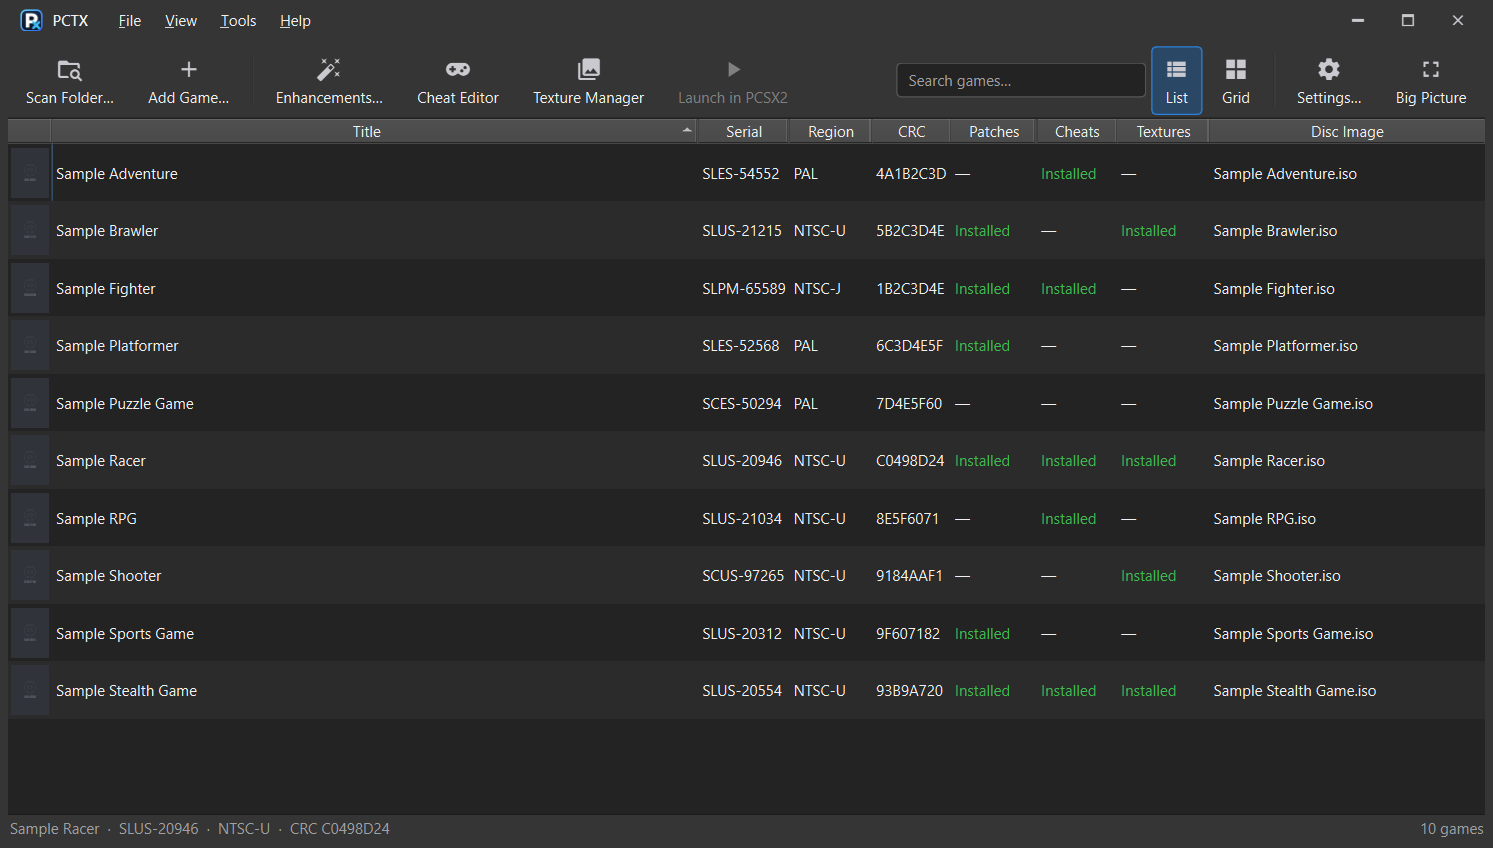 PCTX File View Tools Help
Scan Folder... Add Game... Enhancements... Cheat Editor Texture Manager Launch in PCSX2 Search games... List Grid Settings... Big Picture
Title Serial Region CRC Patches Cheats Textures Disc Image
Sample Adventure SLES-54552 PAL 4A1B2C3D — Installed — Sample Adventure.iso
Sample Brawler SLUS-21215 NTSC-U 5B2C3D4E Installed — Installed Sample Brawler.iso
Sample Fighter SLPM-65589 NTSC-J 1B2C3D4E Installed Installed — Sample Fighter.iso
Sample Platformer SLES-52568 PAL 6C3D4E5F Installed — — Sample Platformer.iso
Sample Puzzle Game SCES-50294 PAL 7D4E5F60 — — — Sample Puzzle Game.iso
Sample Racer SLUS-20946 NTSC-U C0498D24 Installed Installed Installed Sample Racer.iso
Sample RPG SLUS-21034 NTSC-U 8E5F6071 — Installed — Sample RPG.iso
Sample Shooter SCUS-97265 NTSC-U 9184AAF1 — — Installed Sample Shooter.iso
Sample Sports Game SLUS-20312 NTSC-U 9F607182 Installed — — Sample Sports Game.iso
Sample Stealth Game SLUS-20554 NTSC-U 93B9A720 Installed Installed Installed Sample Stealth Game.iso
Sample Racer · SLUS-20946 · NTSC-U · CRC C0498D24 10 games